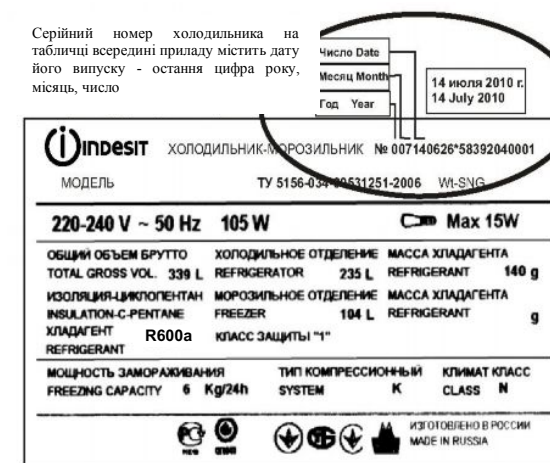 Серійний номер холодильника на
табличці всередині приладу містить дату
його випуску - остання цифра року,
місяць, число
Число Date
Месяц Month
Год Year
14 июля 2010 г.
14 July 2010
indesit ХОЛОДИЛЬНИК-МОРОЗИЛЬНИК № 007140626*58392040001
МОДЕЛЬ ТУ 5156-034-00531251-2006 Wt-SNG
220-240 V ~ 50 Hz 105 W Max 15W
ОБЩИЙ ОБЪЕМ БРУТТО ХОЛОДИЛЬНОЕ ОТДЕЛЕНИЕ МАССА ХЛАДАГЕНТА
TOTAL GROSS VOL. 339 L REFRIGERATOR 235 L REFRIGERANT 140 g
ИЗОЛЯЦИЯ-ЦИКЛОПЕНТАН МОРОЗИЛЬНОЕ ОТДЕЛЕНИЕ МАССА ХЛАДАГЕНТА
INSULATION-C-PENTANE FREEZER 104 L REFRIGERANT g
ХЛАДАГЕНТ R600a КЛАСС ЗАЩИТЫ "1"
REFRIGERANT
МОЩНОСТЬ ЗАМОРАЖИВАНИЯ ТИП КОМПРЕССИОННЫЙ КЛИМАТ КЛАСС
FREEZING CAPACITY 6 Kg/24h SYSTEM K CLASS N
ИЗГОТОВЛЕНО В РОССИИ
MADE IN RUSSIA